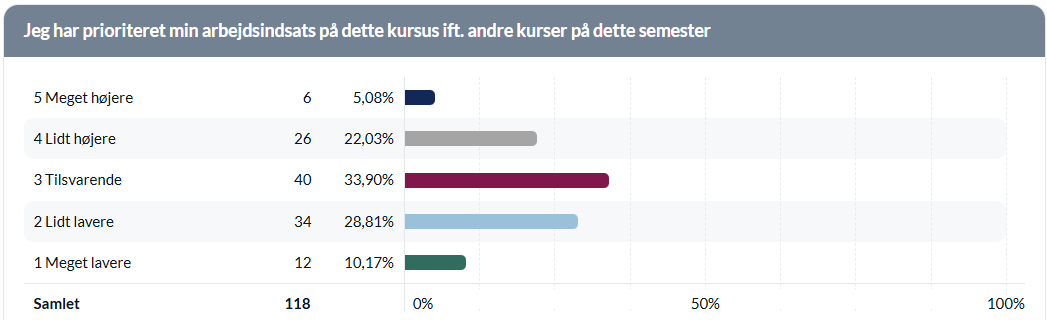 Jeg har prioriteret min arbejdsindsats på dette kursus ift. andre kurser på dette semester
5 Meget højere 6 5,08%
4 Lidt højere 26 22,03%
3 Tilsvarende 40 33,90%
2 Lidt lavere 34 28,81%
1 Meget lavere 12 10,17%
Samlet 118 0% 50% 100%